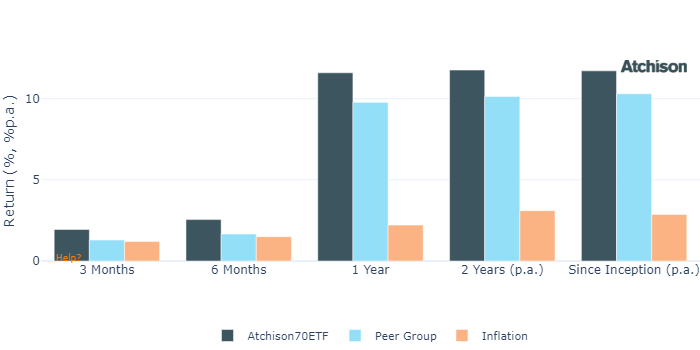 Atchison
Return (%, %p.a.)
10
5
0
Help?
3 Months
6 Months
1 Year
2 Years (p.a.)
Since Inception (p.a.)
Atchison70ETF
Peer Group
Inflation